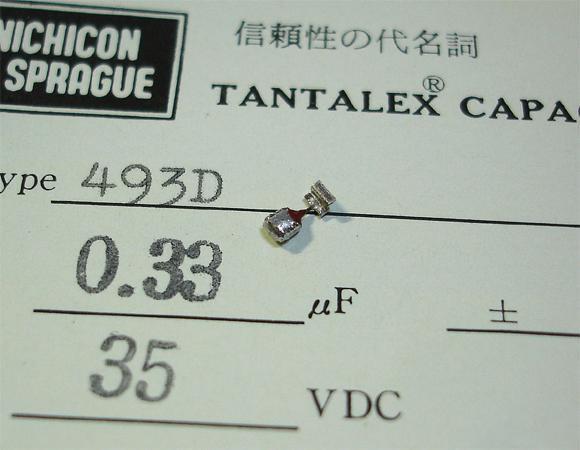 NICHICON
SPRAGUE
信頼性の代名詞
TANTALEX® CAPA
ype 493D
0.33 μF ±
35 VDC